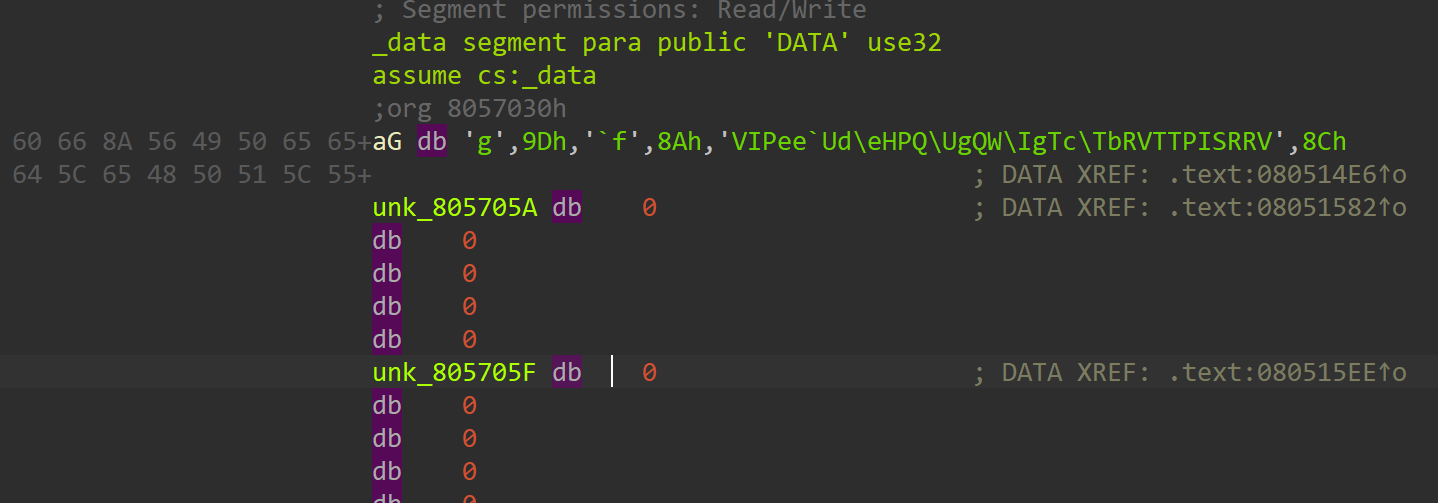 ; Segment permissions: Read/Write
_data segment para public 'DATA' use32
assume cs:_data
;org 8057030h
60 66 8A 56 49 50 65 65+aG db 'g',9Dh,'`f',8Ah,'VIPee`Ud\eHPQ\UgQW\IgTc\TbRVTTPISRRV',8Ch
64 5C 65 48 50 51 5C 55+ ; DATA XREF: .text:080514E6↑o
unk_805705A db 0 ; DATA XREF: .text:08051582↑o
db 0
db 0
db 0
db 0
unk_805705F db 0 ; DATA XREF: .text:080515EE↑o
db 0
db 0
db 0
db 0